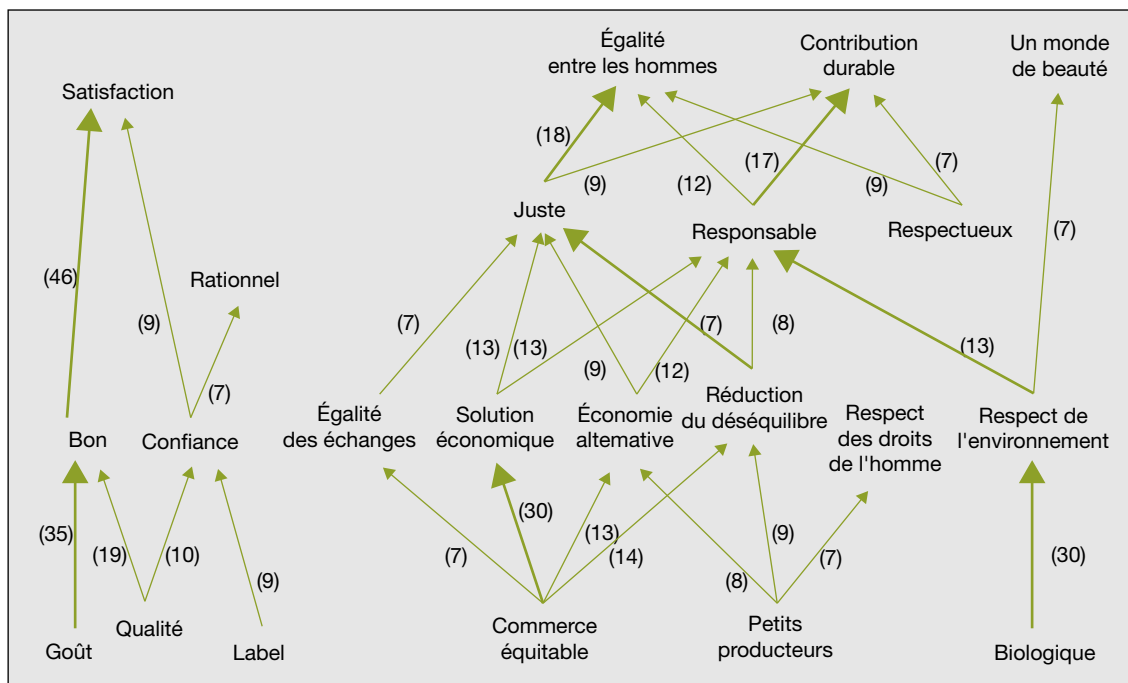 Égalité
entre les hommes
Contribution
durable
Un monde
de beauté
Satisfaction
(18)
(9)
(12)
(17)
(9)
(7)
Juste
Responsable
Respectueux
(7)
(46)
Rationnel
(9)
(7)
(7)
(13)
(13)
(9)
(12)
(7)
(8)
(13)
Bon
Confiance
Égalité
des échanges
Solution
économique
Économie
alternative
Réduction
du déséquilibre
Respect
des droits
de l'homme
Respect de
l'environnement
(35)
(19)
(10)
(9)
(7)
(30)
(13)
(14)
(8)
(9)
(7)
(30)
Goût
Qualité
Label
Commerce
équitable
Petits
producteurs
Biologique